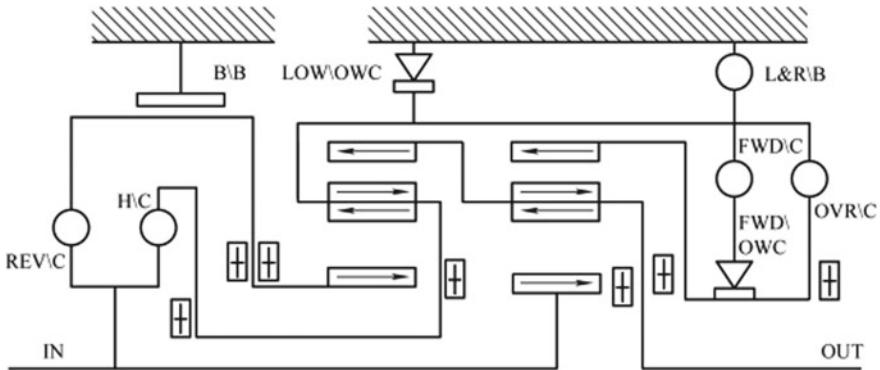 B\B
LOW\OWC
L&R\B
FWD\C
H\C
REV\C
FWD\
OWC
OVR\C
IN
OUT